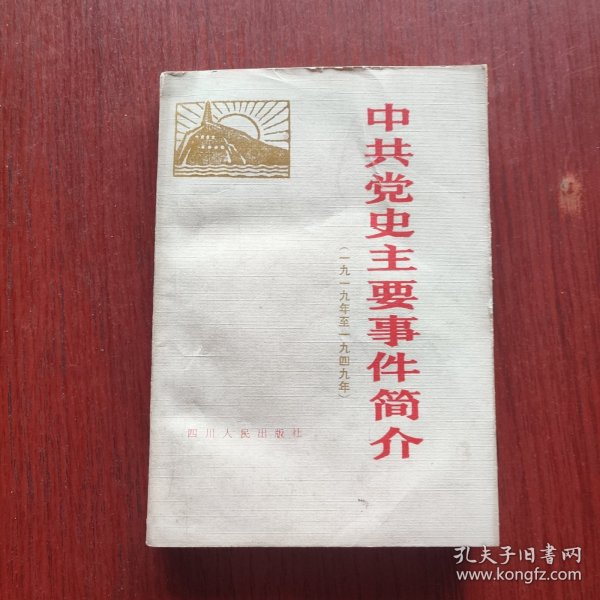 中共党史主要事件简介
（一九一九年至一九四九年）
四川人民出版社
孔夫子旧书网
www.kongfz.com